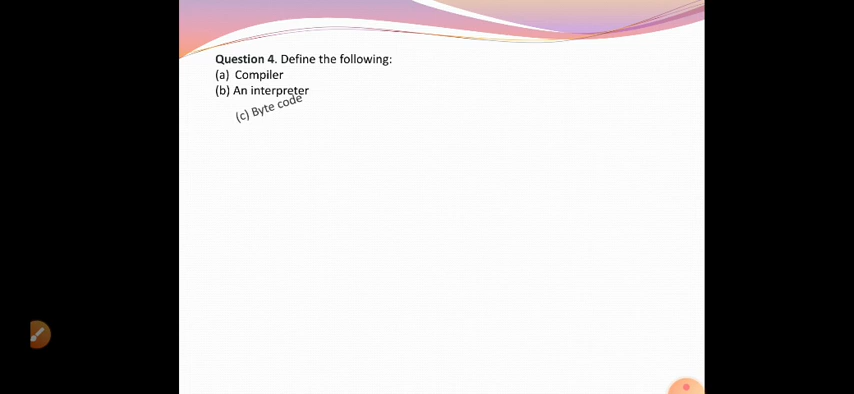 Question 4. Define the following:
(a) Compiler
(b) An interpreter
(c) Byte code